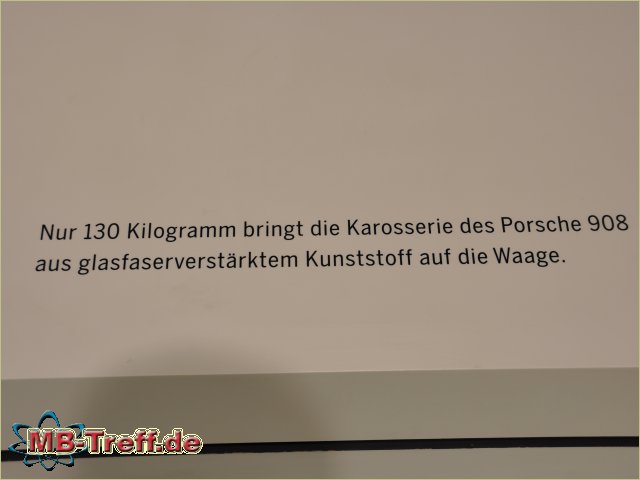 Nur 130 Kilogramm bringt die Karosserie des Porsche 908
aus glasfaserverstärktem Kunststoff auf die Waage.
MB-Treff.de